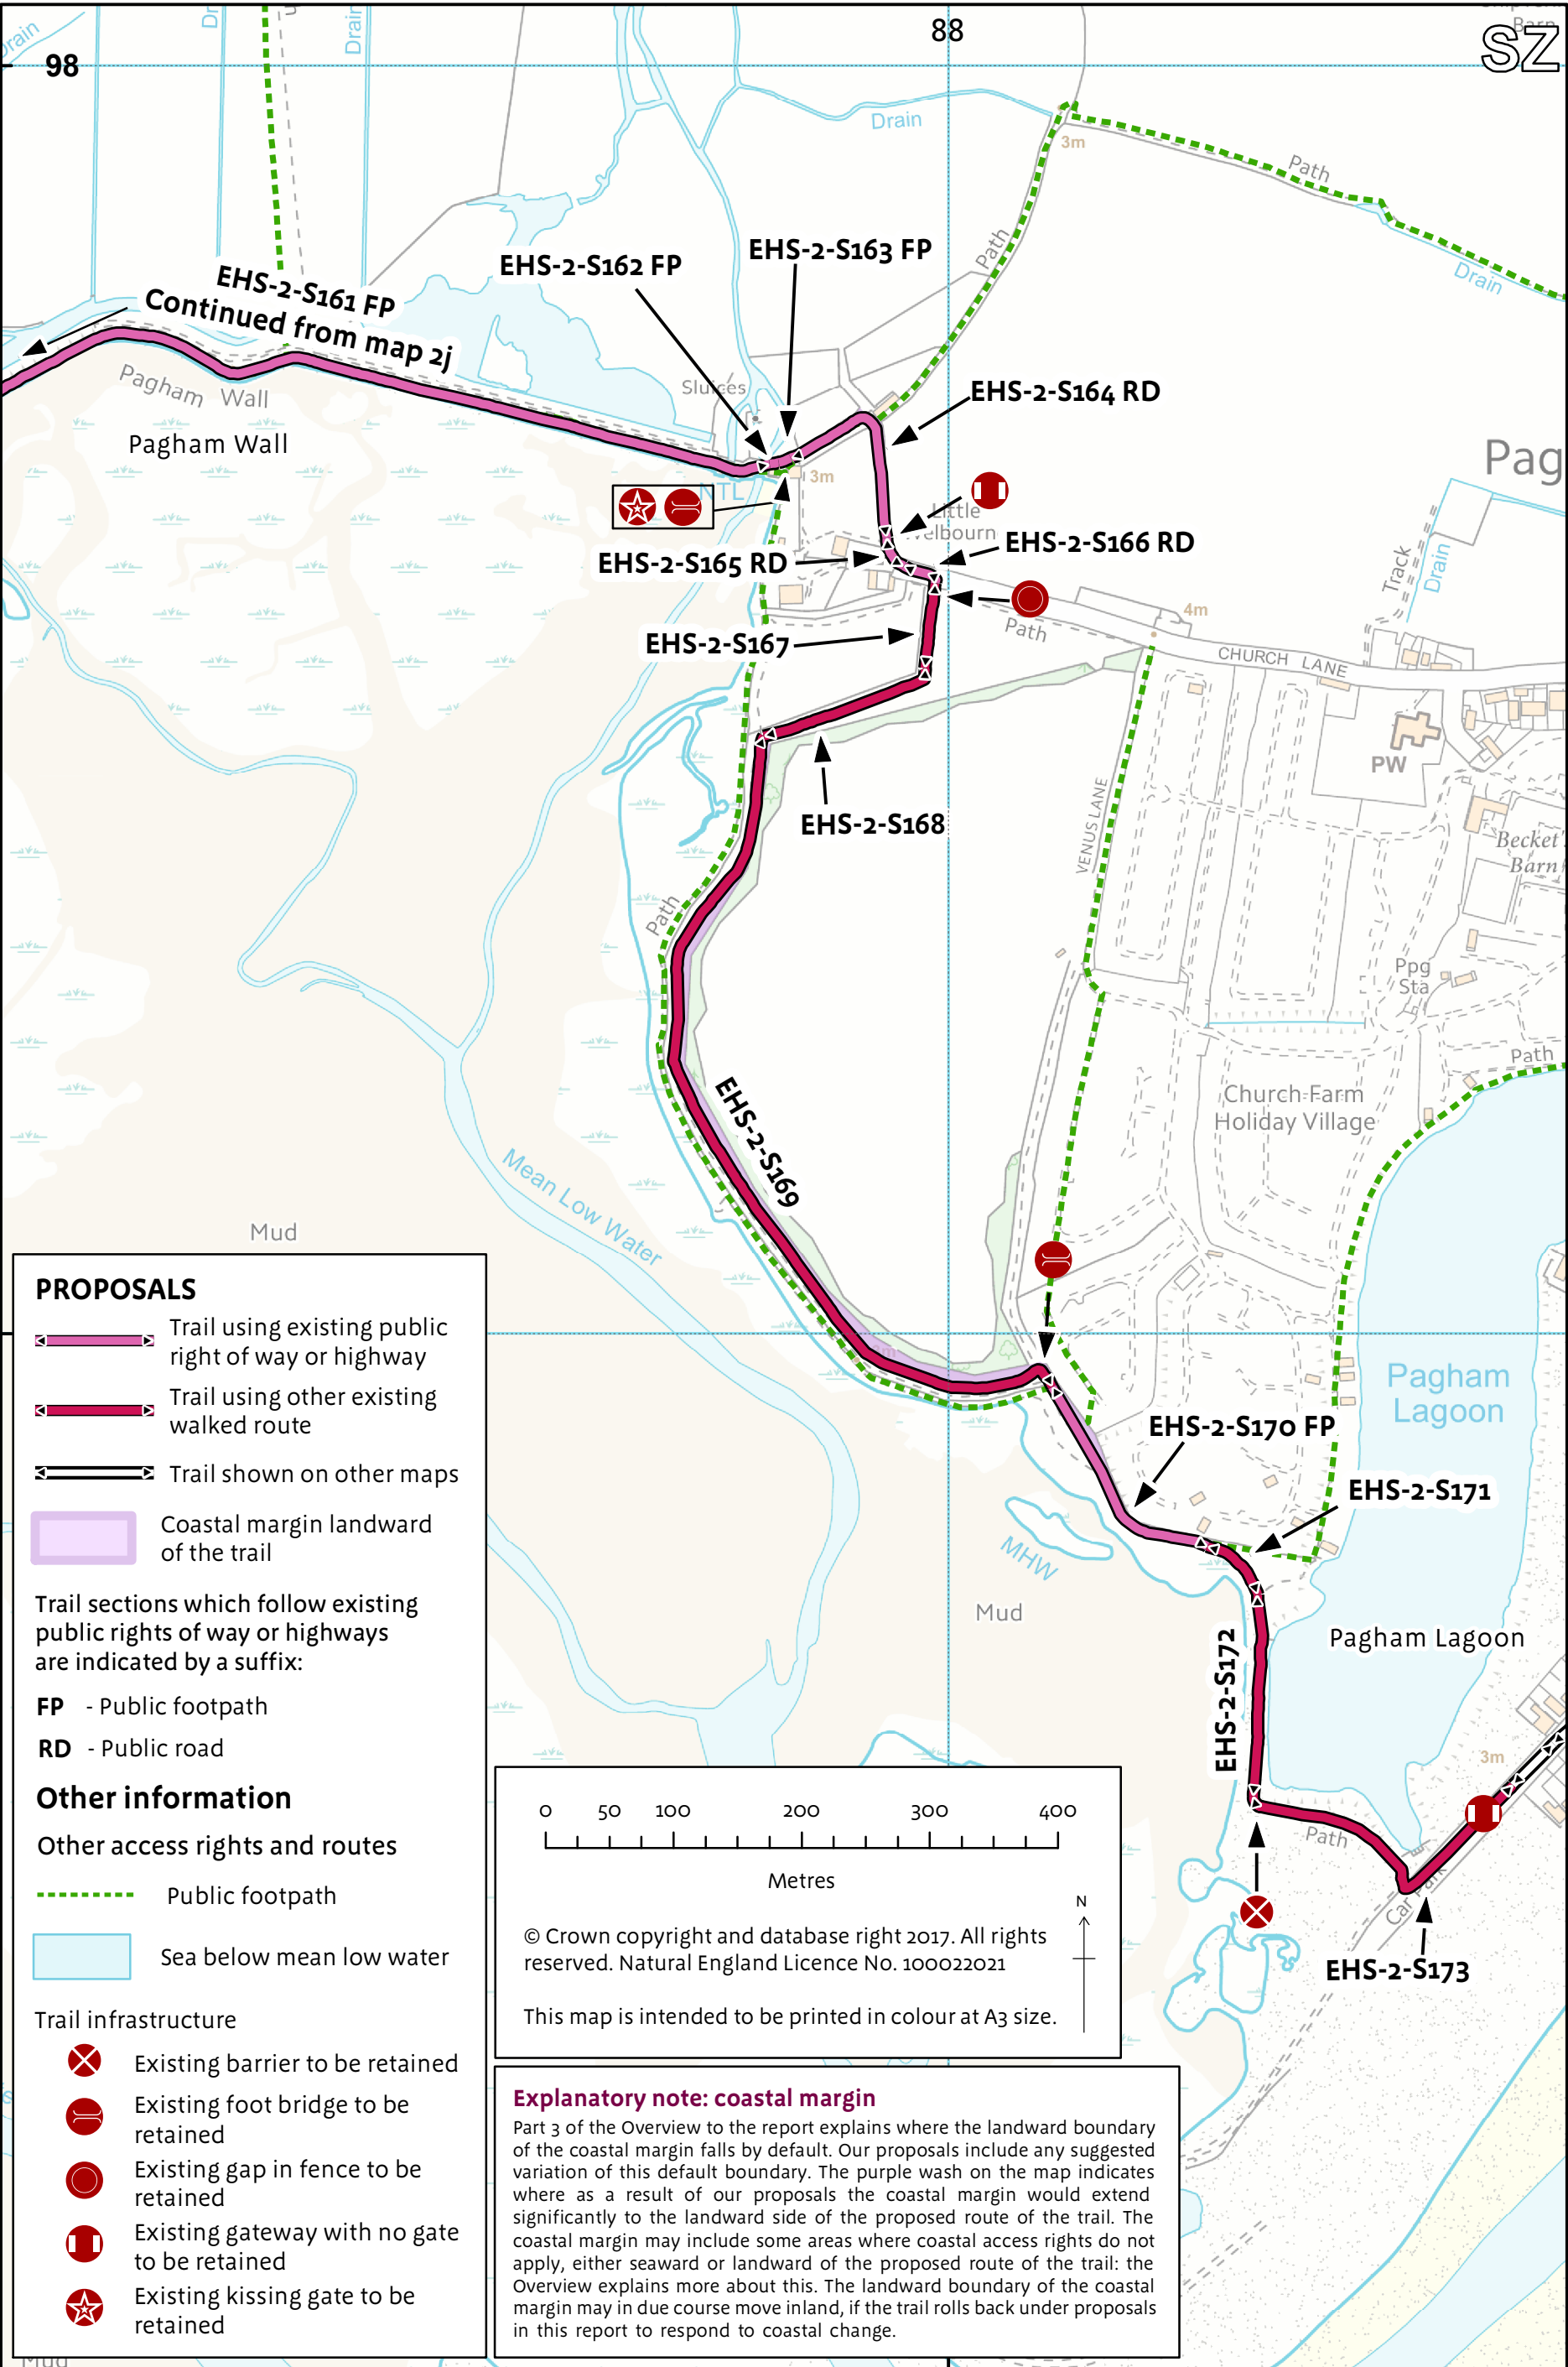 Drain
Dr
Drain
88
Barn
SZ
98
Drain
3m
Path
Path
Drain
EHS-2-S163 FP
EHS-2-S162 FP
EHS-2-S161 FP
Continued from map 2j
Pagham Wall
Sluices
EHS-2-S164 RD
Pagham Wall
Pag
3m
NTL
Little
elbourn
EHS-2-S166 RD
EHS-2-S165 RD
Track
Drain
4m
Path
EHS-2-S167
CHURCH LANE
PW
EHS-2-S168
VENUS LANE
Becket'
Barn
Path
Ppg
Sta
Path
EHS-2-S169
Church Farm
Holiday Village
Mean Low Water
Mud
Pagham
Lagoon
EHS-2-S170 FP
EHS-2-S171
MHW
Mud
Pagham Lagoon
EHS-2-S172
3m
Path
Car Park
EHS-2-S173
PROPOSALS
Trail using existing public
right of way or highway
Trail using other existing
walked route
Trail shown on other maps
Coastal margin landward
of the trail
Trail sections which follow existing
public rights of way or highways
are indicated by a suffix:
FP - Public footpath
RD - Public road
Other information
Other access rights and routes
Public footpath
Sea below mean low water
Trail infrastructure
Existing barrier to be retained
Existing foot bridge to be
retained
Existing gap in fence to be
retained
Existing gateway with no gate
to be retained
Existing kissing gate to be
retained
Mud
0 50 100 200 300 400
Metres
N
© Crown copyright and database right 2017. All rights
reserved. Natural England Licence No. 100022021
This map is intended to be printed in colour at A3 size.
Explanatory note: coastal margin
Part 3 of the Overview to the report explains where the landward boundary
of the coastal margin falls by default. Our proposals include any suggested
variation of this default boundary. The purple wash on the map indicates
where as a result of our proposals the coastal margin would extend
significantly to the landward side of the proposed route of the trail. The
coastal margin may include some areas where coastal access rights do not
apply, either seaward or landward of the proposed route of the trail: the
Overview explains more about this. The landward boundary of the coastal
margin may in due course move inland, if the trail rolls back under proposals
in this report to respond to coastal change.